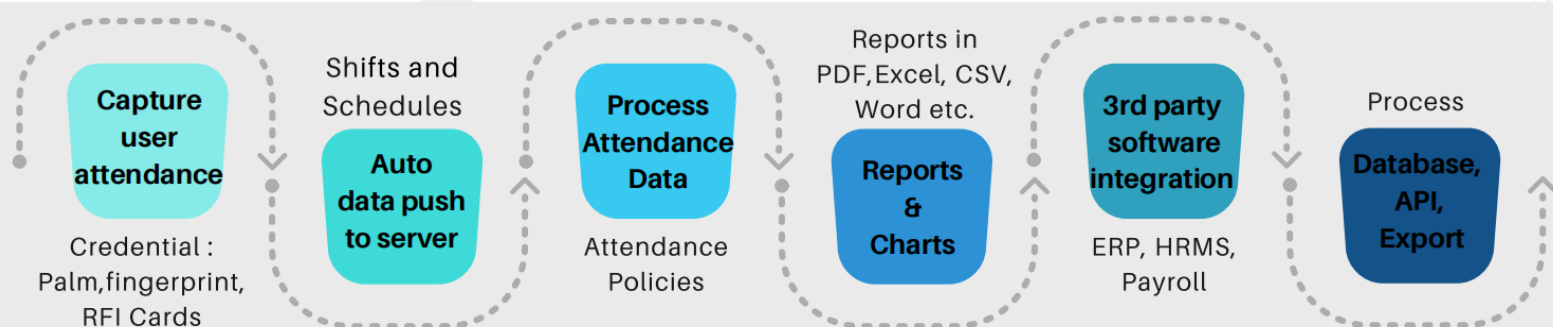 Capture
user
attendance
Credential :
Palm,fingerprint,
RFI Cards
Shifts and
Schedules
Auto
data push
to server
Process
Attendance
Data
Attendance
Policies
Reports in
PDF,Excel, CSV,
Word etc.
Reports
&
Charts
3rd party
software
integration
ERP, HRMS,
Payroll
Process
Database,
API,
Export